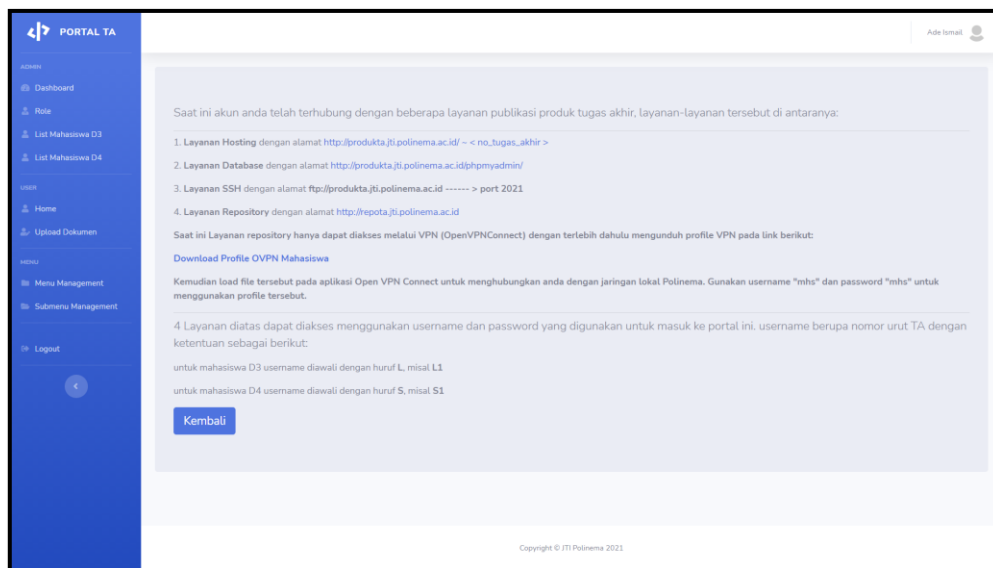 PORTAL TA
Ade Ismail
ADMIN
Dashboard
Role
List Mahasiswa D3
List Mahasiswa D4
USER
Home
Upload Dokumen
MENU
Menu Management
Submenu Management
Logout
Saat ini akun anda telah terhubung dengan beberapa layanan publikasi produk tugas akhir, layanan-layanan tersebut di antaranya:
1. Layanan Hosting dengan alamat http://produkta.jti.polinema.ac.id/ ~ < no_tugas_akhir >
2. Layanan Database dengan alamat http://produkta.jti.polinema.ac.id/phpmyadmin/
3. Layanan SSH dengan alamat ftp://produkta.jti.polinema.ac.id ------ > port 2021
4. Layanan Repository dengan alamat http://repota.jti.polinema.ac.id
Saat ini Layanan repository hanya dapat diakses melalui VPN (OpenVPNConnect) dengan terlebih dahulu mengunduh profile VPN pada link berikut:
Download Profile OVPN Mahasiswa
Kemudian load file tersebut pada aplikasi Open VPN Connect untuk menghubungkan anda dengan jaringan lokal Polinema. Gunakan username "mhs" dan password "mhs" untuk
menggunakan profile tersebut.
4 Layanan diatas dapat diakses menggunakan username dan password yang digunakan untuk masuk ke portal ini. username berupa nomor urut TA dengan
ketentuan sebagai berikut:
untuk mahasiswa D3 username diawali dengan huruf L, misal L1
untuk mahasiswa D4 username diawali dengan huruf S, misal S1
Kembali
Copyright © JTI Polinema 2021